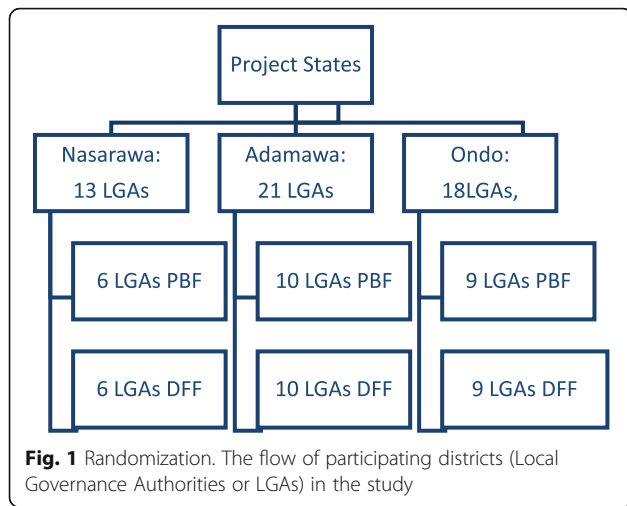 Project States
Nasarawa:
13 LGAs
Adamawa:
21 LGAs
Ondo:
18LGAs,
6 LGAs PBF
10 LGAs PBF
9 LGAs PBF
6 LGAs DFF
10 LGAs DFF
9 LGAs DFF
Fig. 1 Randomization. The flow of participating districts (Local
Governance Authorities or LGAs) in the study